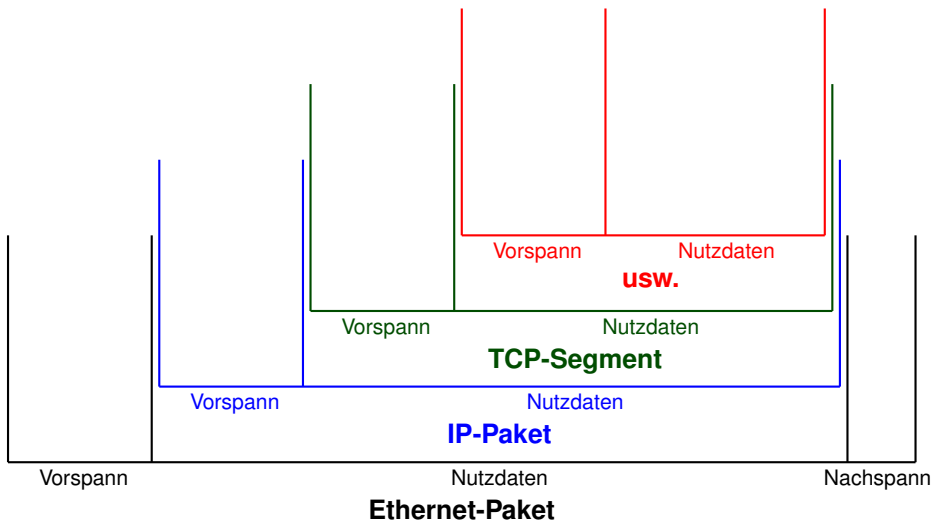 Vorspann Nutzdaten
usw.
Vorspann Nutzdaten
TCP-Segment
Vorspann Nutzdaten
IP-Paket
Vorspann Nutzdaten Nachspann
Ethernet-Paket